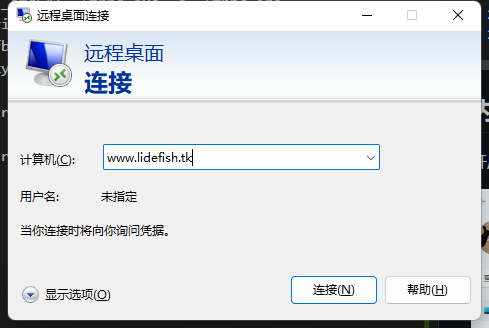 远程桌面连接
远程桌面
连接
计算机(C):
www.lidefish.tk
用户名:
未指定
当你连接时将向你询问凭据。
显示选项(O)
连接(N)
帮助(H)